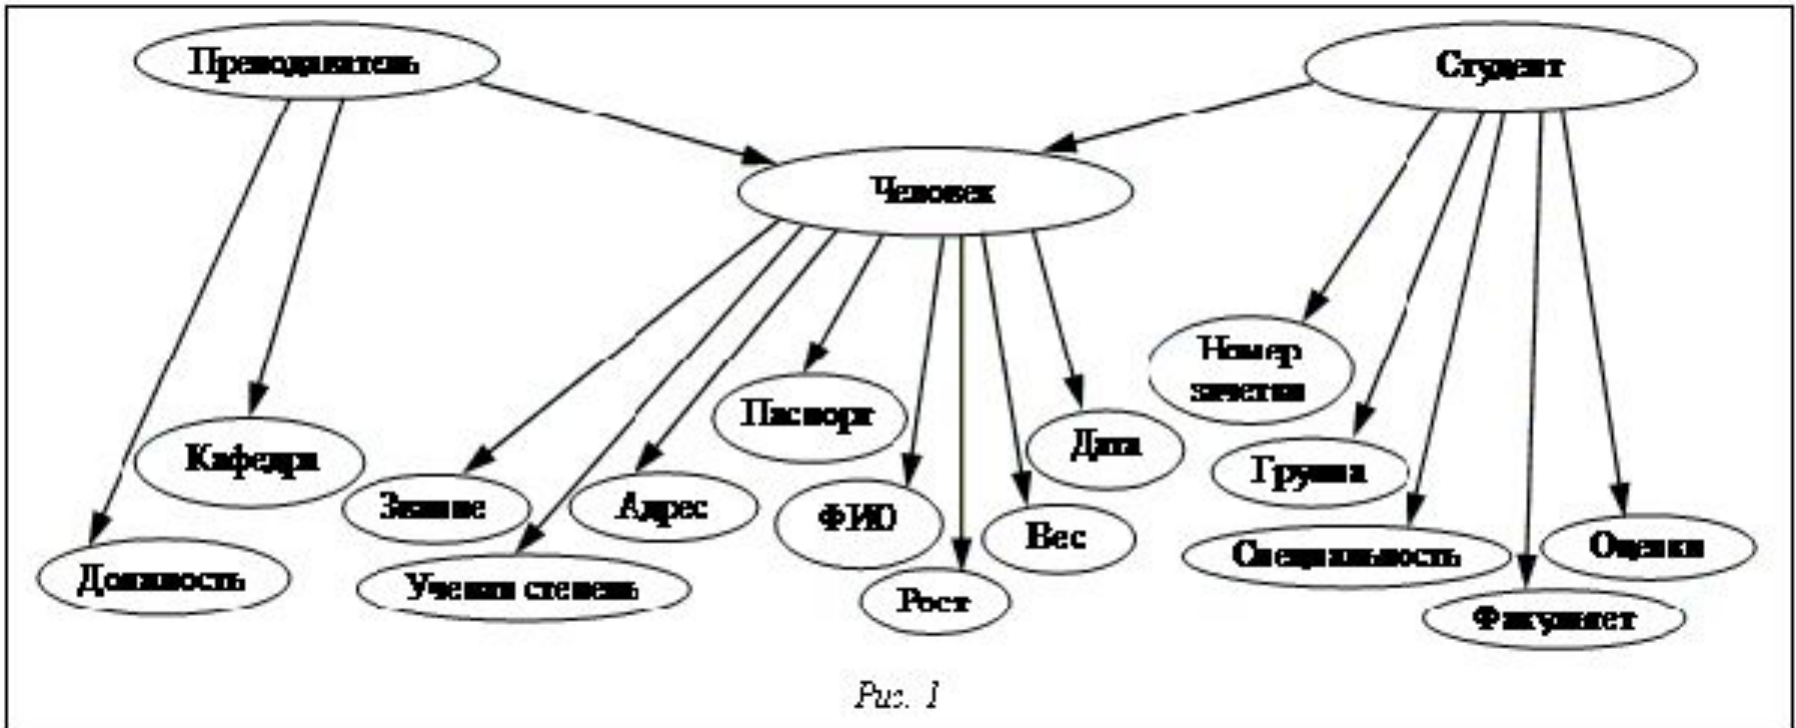 Преподаватель
Студент
Человек
Номер
зачетки
Паспорт
Дата
Кафедра
Группа
Звание
Адрес
ФИО
Вес
Специальность
Оценки
Должность
Ученая степень
Рост
Факультет
Рис. 1